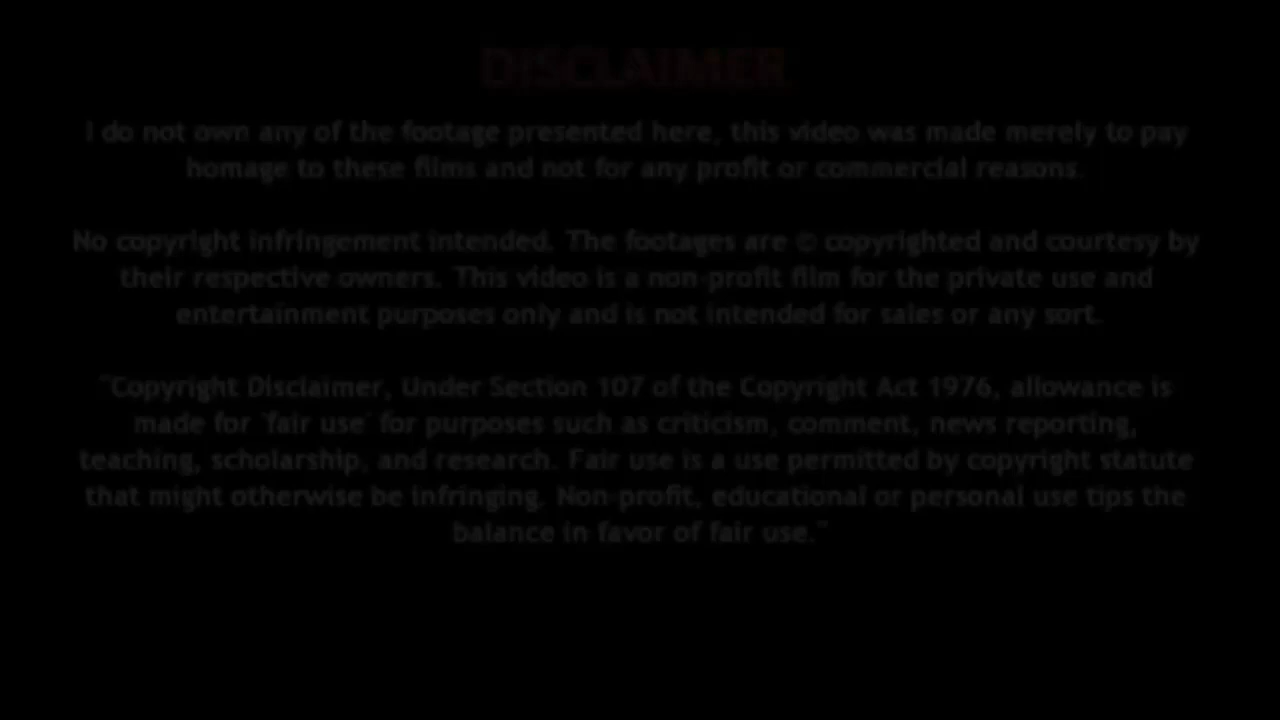 DISCLAIMER
I do not own any of the footage presented here, this video was made merely to pay
homage to these films and not for any profit or commercial reasons.
No copyright infringement intended. The footages are © copyrighted and courtesy by
their respective owners. This video is a non-profit film for the private use and
entertainment purposes only and is not intended for sales or any sort.
"Copyright Disclaimer, Under Section 107 of the Copyright Act 1976, allowance is
made for 'fair use' for purposes such as criticism, comment, news reporting,
teaching, scholarship, and research. Fair use is a use permitted by copyright statute
that might otherwise be infringing. Non-profit, educational or personal use tips the
balance in favor of fair use."